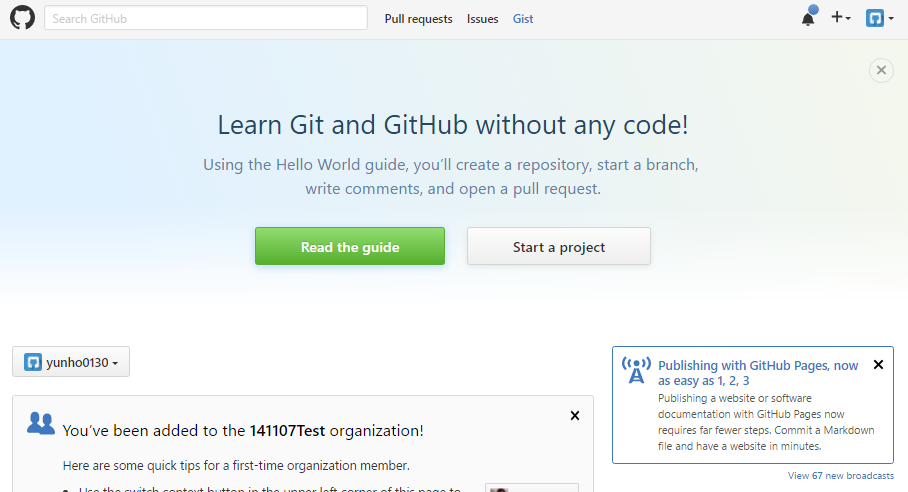 Search GitHub
Pull requests Issues Gist
Learn Git and GitHub without any code!
Using the Hello World guide, you’ll create a repository, start a branch,
write comments, and open a pull request.
Read the guide
Start a project
yunho0130
You’ve been added to the 141107Test organization!
Here are some quick tips for a first-time organization member.
• Use the switch context button in the upper left corner of this page to
Publishing with GitHub Pages, now
as easy as 1, 2, 3
Publishing a website or software
documentation with GitHub Pages now
requires far fewer steps. Commit a Markdown
file and have a website in minutes.
View 67 new broadcasts